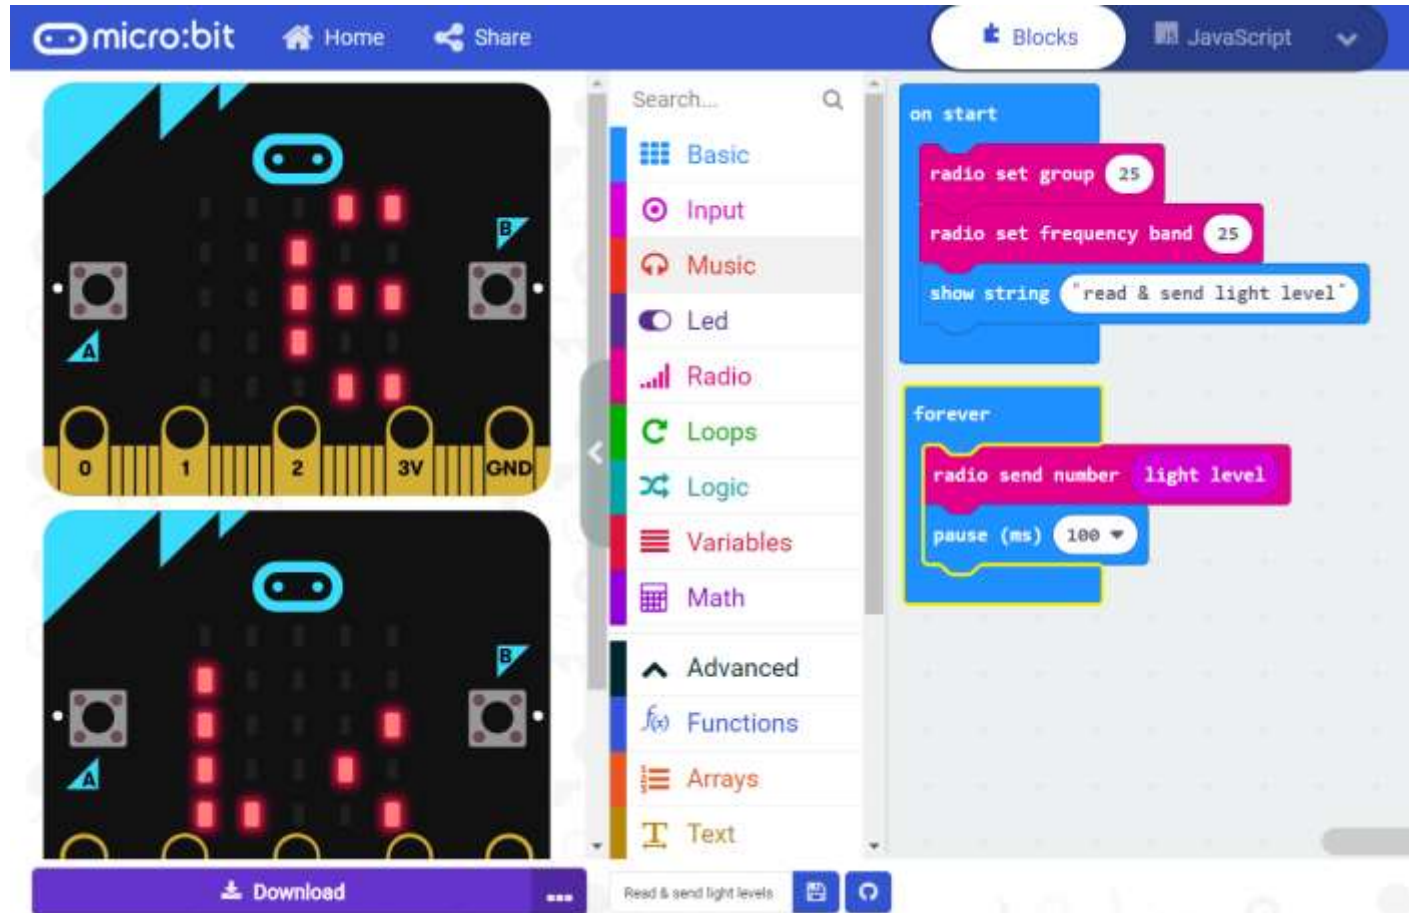 micro:bit
Home
Share
Blocks
JavaScript
B
A
0 1 2 3V GND
B
A
Download
...
Search...
Basic
Input
Music
Led
Radio
Loops
Logic
Variables
Math
Advanced
f(x) Functions
Arrays
Text
Read & send light levels
on start
radio set group 25
radio set frequency band 25
show string "read & send light level"
forever
radio send number light level
pause (ms) 100